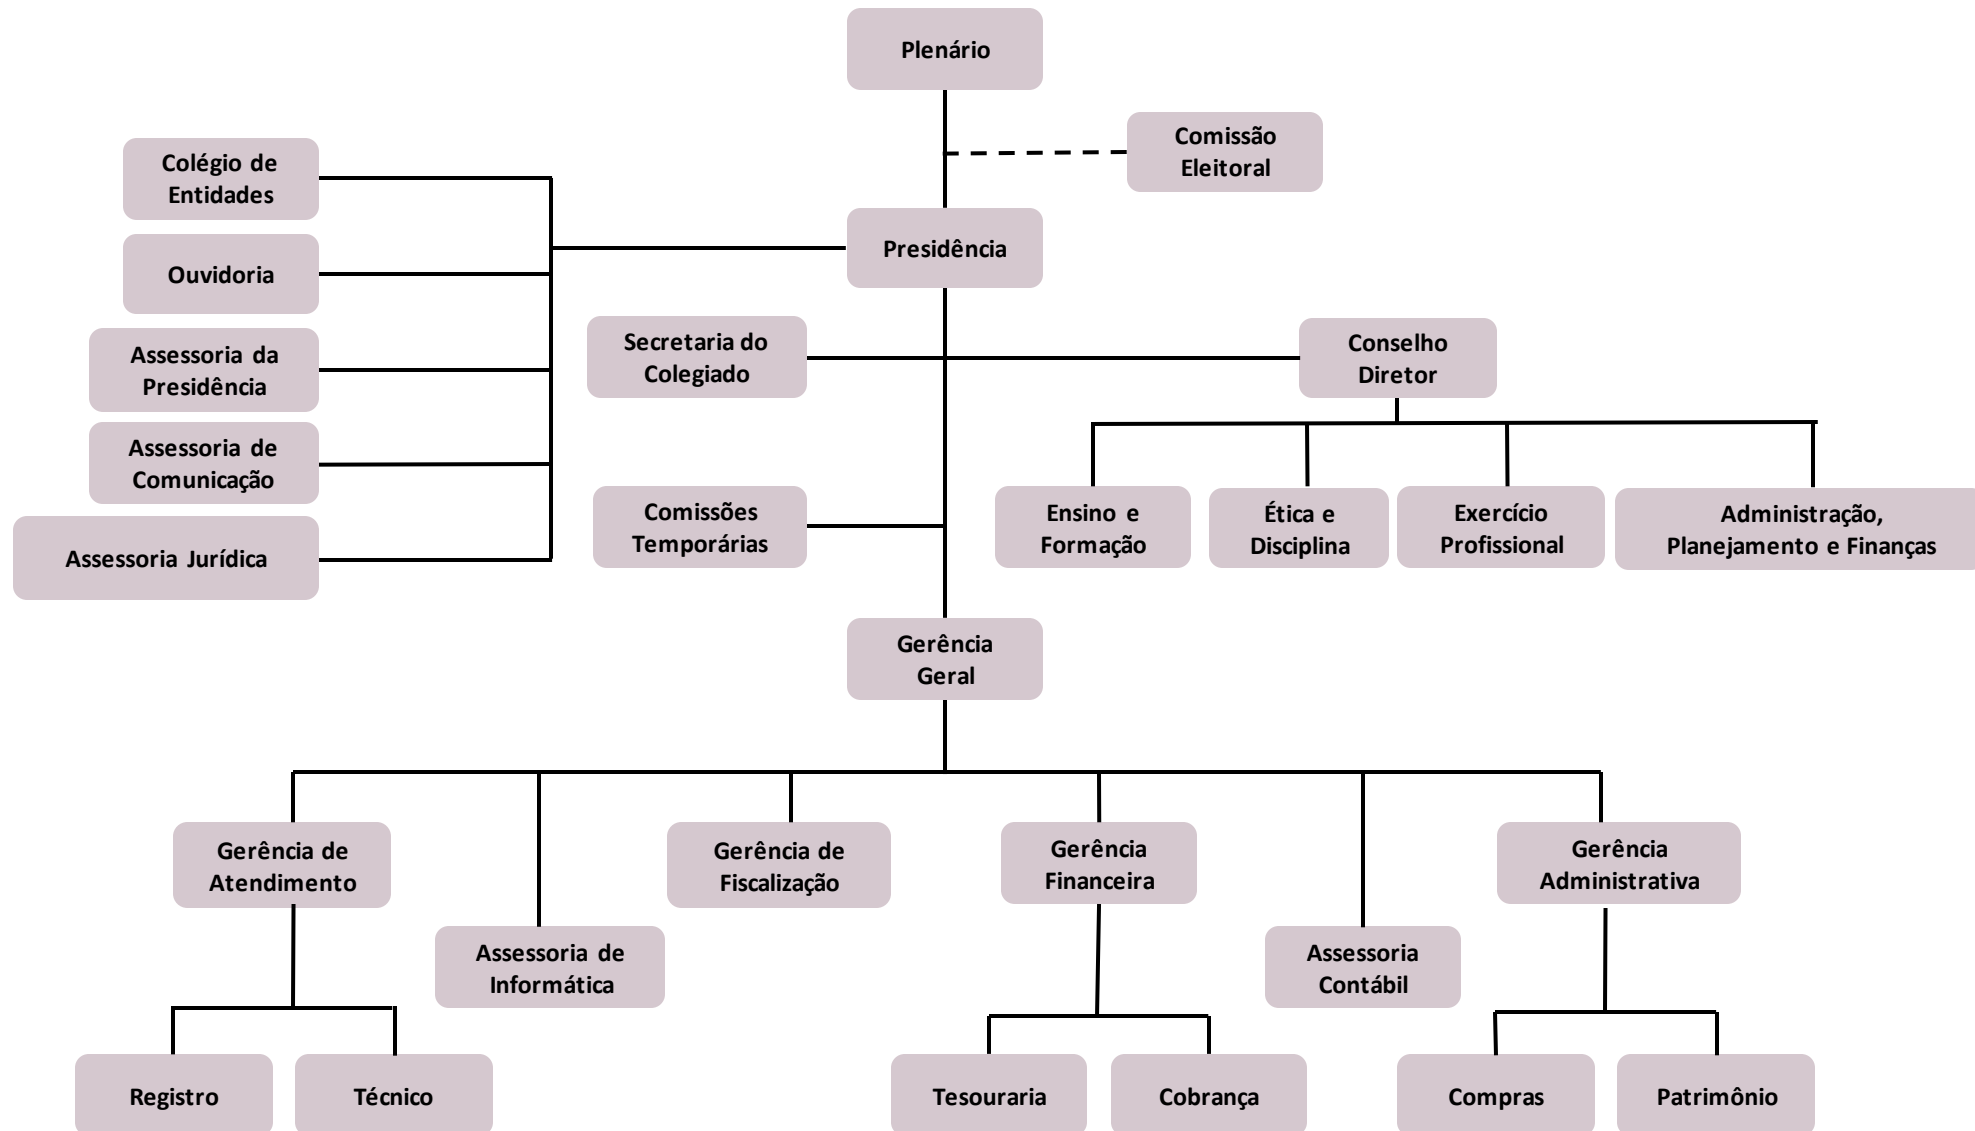 Plenário
Comissão
Eleitoral
Colégio de
Entidades
Presidência
Ouvidoria
Secretaria do
Colegiado
Conselho
Diretor
Assessoria da
Presidência
Assessoria de
Comunicação
Comissões
Temporárias
Ensino e
Formação
Ética e
Disciplina
Exercício
Profissional
Administração,
Planejamento e Finanças
Assessoria Jurídica
Gerência
Geral
Gerência de
Atendimento
Gerência de
Fiscalização
Gerência
Financeira
Gerência
Administrativa
Assessoria de
Informática
Assessoria
Contábil
Registro
Técnico
Tesouraria
Cobrança
Compras
Patrimônio